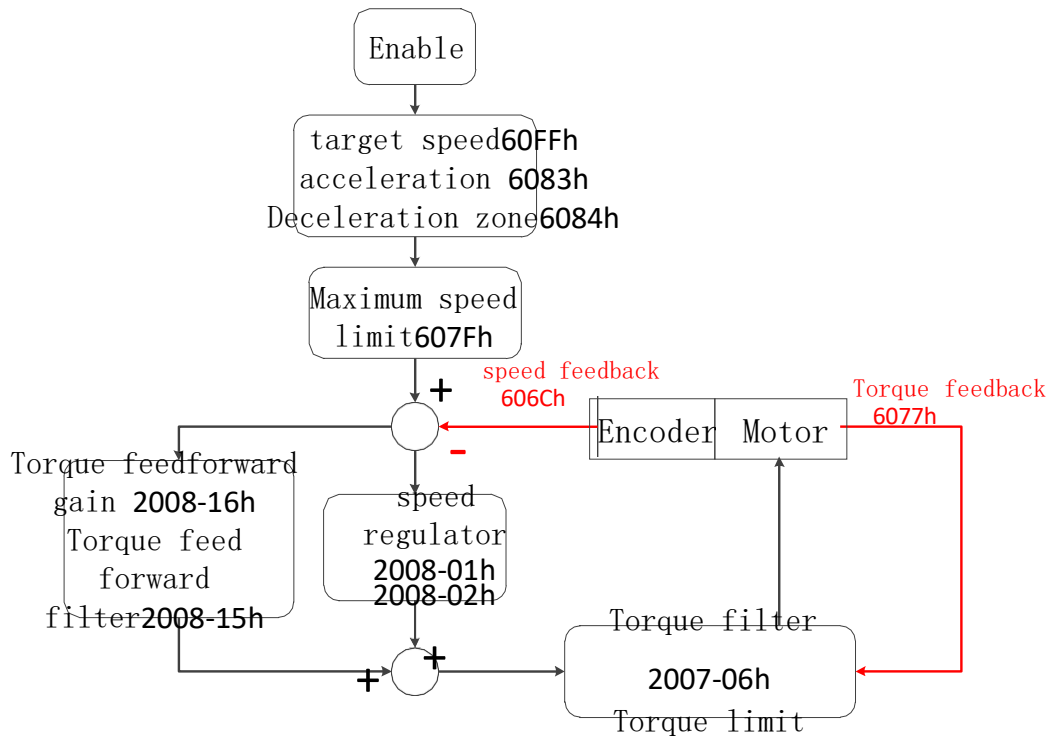 Enable
target speed60FFh
acceleration 6083h
Deceleration zone6084h
Maximum speed
limit607Fh
+
speed feedback
606Ch
Torque feedback
6077h
-
Encoder
Motor
Torque feedforward
gain 2008-16h
Torque feed
forward
filter2008-15h
speed
regulator
2008-01h
2008-02h
+
+
Torque filter
2007-06h
Torque limit